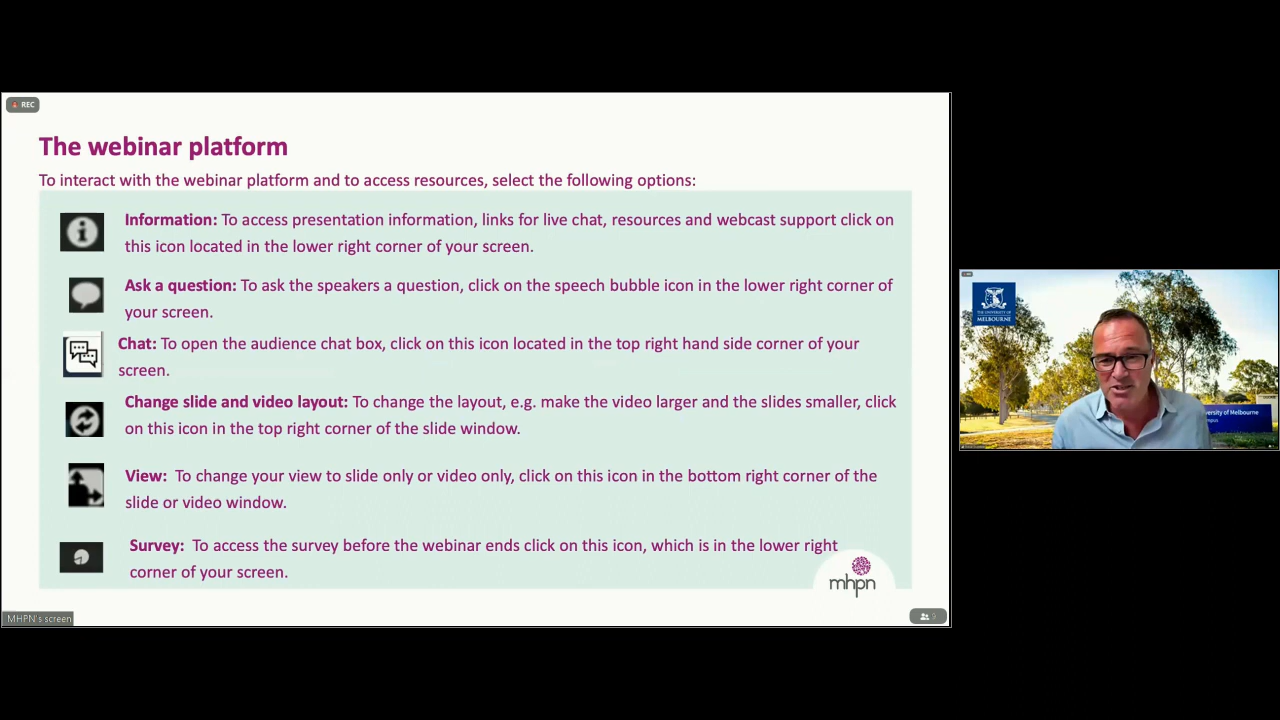 REC
The webinar platform
To interact with the webinar platform and to access resources, select the following options:
Information: To access presentation information, links for live chat, resources and webcast support click on
this icon located in the lower right corner of your screen.
Ask a question: To ask the speakers a question, click on the speech bubble icon in the lower right corner of
your screen.
Chat: To open the audience chat box, click on this icon located in the top right hand side corner of your
screen.
Change slide and video layout: To change the layout, e.g. make the video larger and the slides smaller, click
on this icon in the top right corner of the slide window.
View: To change your view to slide only or video only, click on this icon in the bottom right corner of the
slide or video window.
Survey: To access the survey before the webinar ends click on this icon, which is in the lower right
corner of your screen.
mhpn
MHPN's screen
9
THE UNIVERSITY OF
MELBOURNE
versity of Melbourne